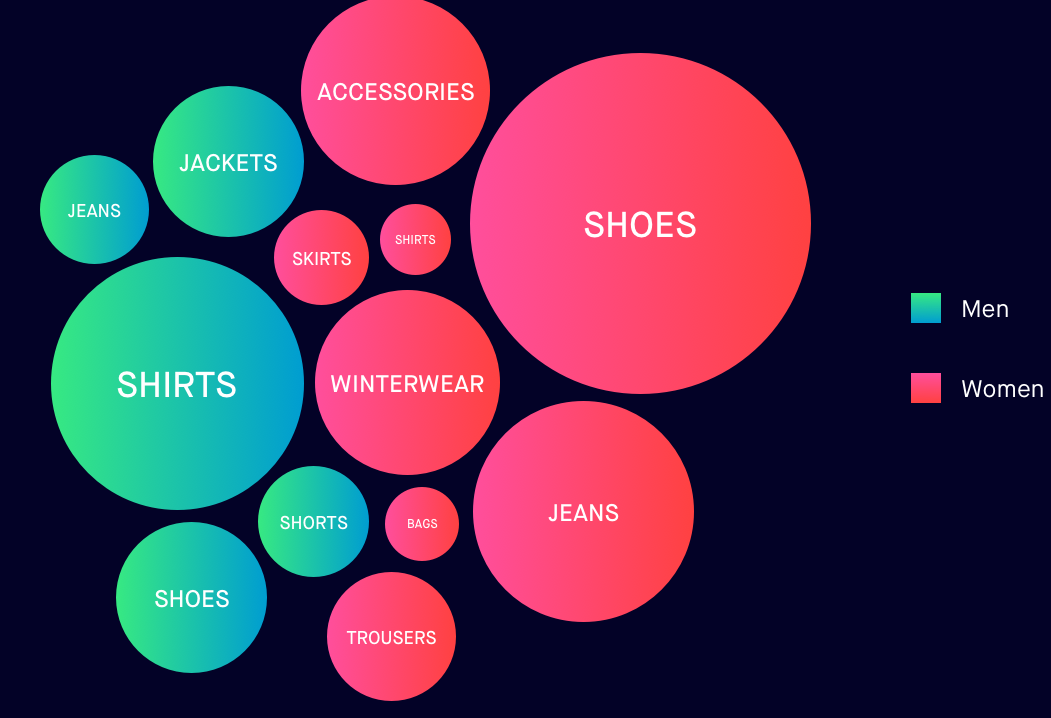 ACCESSORIES
JACKETS
JEANS
SHOES
SKIRTS
SHIRTS
SHIRTS
WINTERWEAR
JEANS
SHORTS
BAGS
SHOES
TROUSERS
Men
Women